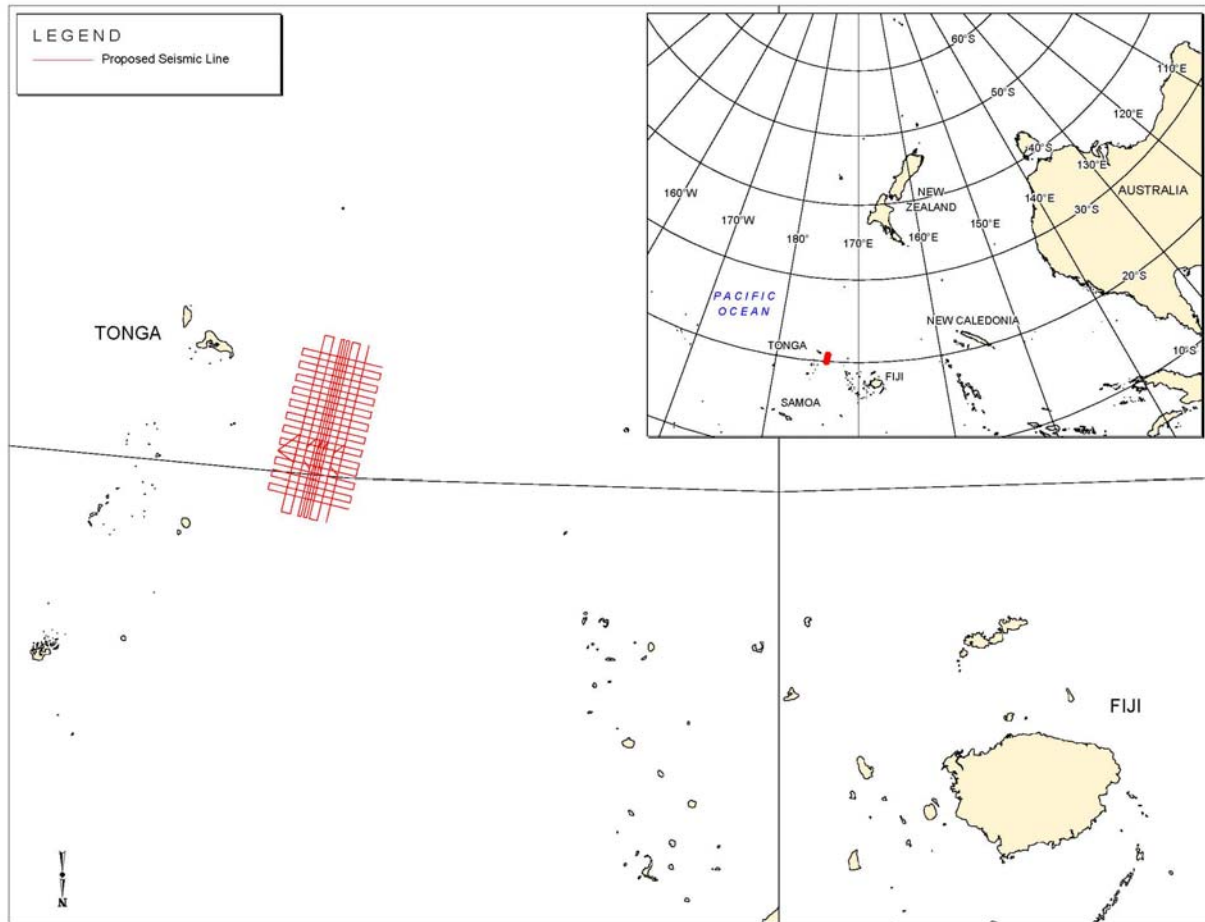 LEGEND
Proposed Seismic Line
TONGA
FIJI
N
60°S
50°S
40°S
30°S
20°S
10°S
110°E
120°E
130°E
140°E
150°E
160°E
170°E
180°
170°W
160°W
AUSTRALIA
NEW
ZEALAND
PACIFIC
OCEAN
NEW CALEDONIA
TONGA
FIJI
SAMOA